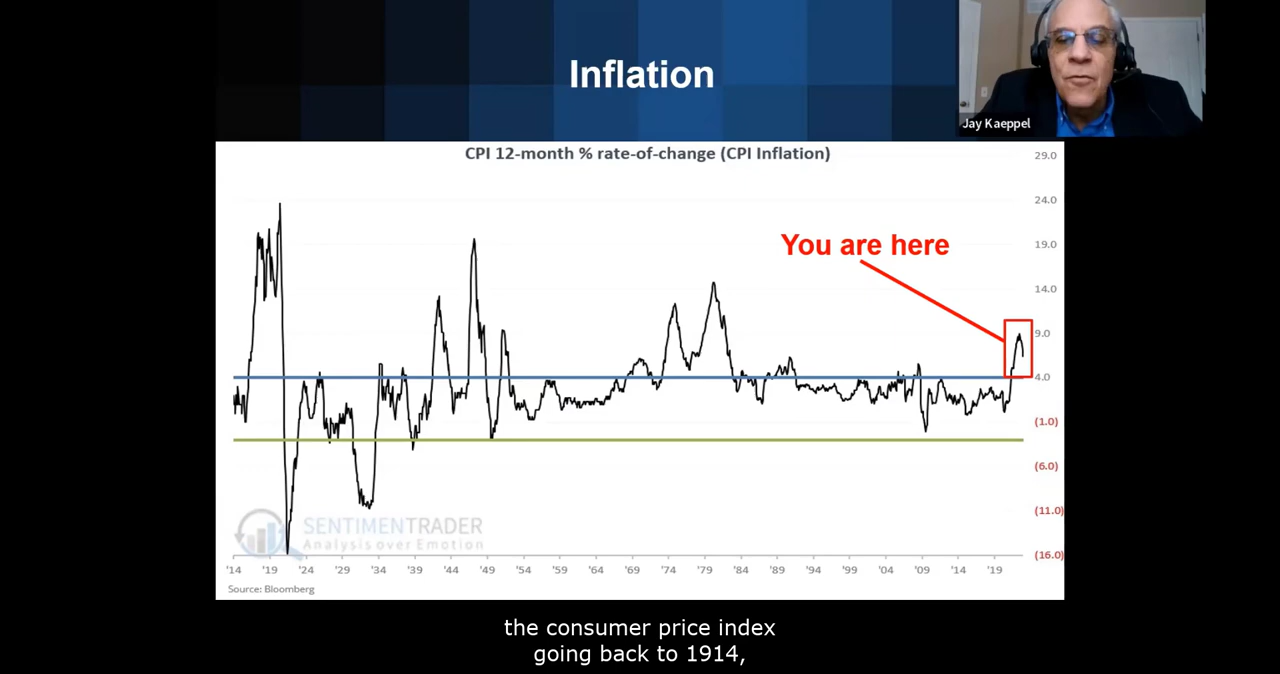 Inflation
Jay Kaeppel
CPI 12-month % rate-of-change (CPI Inflation)
29.0
24.0
You are here
19.0
14.0
9.0
4.0
(1.0)
(6.0)
(11.0)
(16.0)
SENTIMENTRADER
Analysis over Emotion
'14 '19 '24 '29 '34 '39 '44 '49 '54 '59 '64 '69 '74 '79 '84 '89 '94 '99 '04 '09 '14 '19
Source: Bloomberg
the consumer price index
going back to 1914,